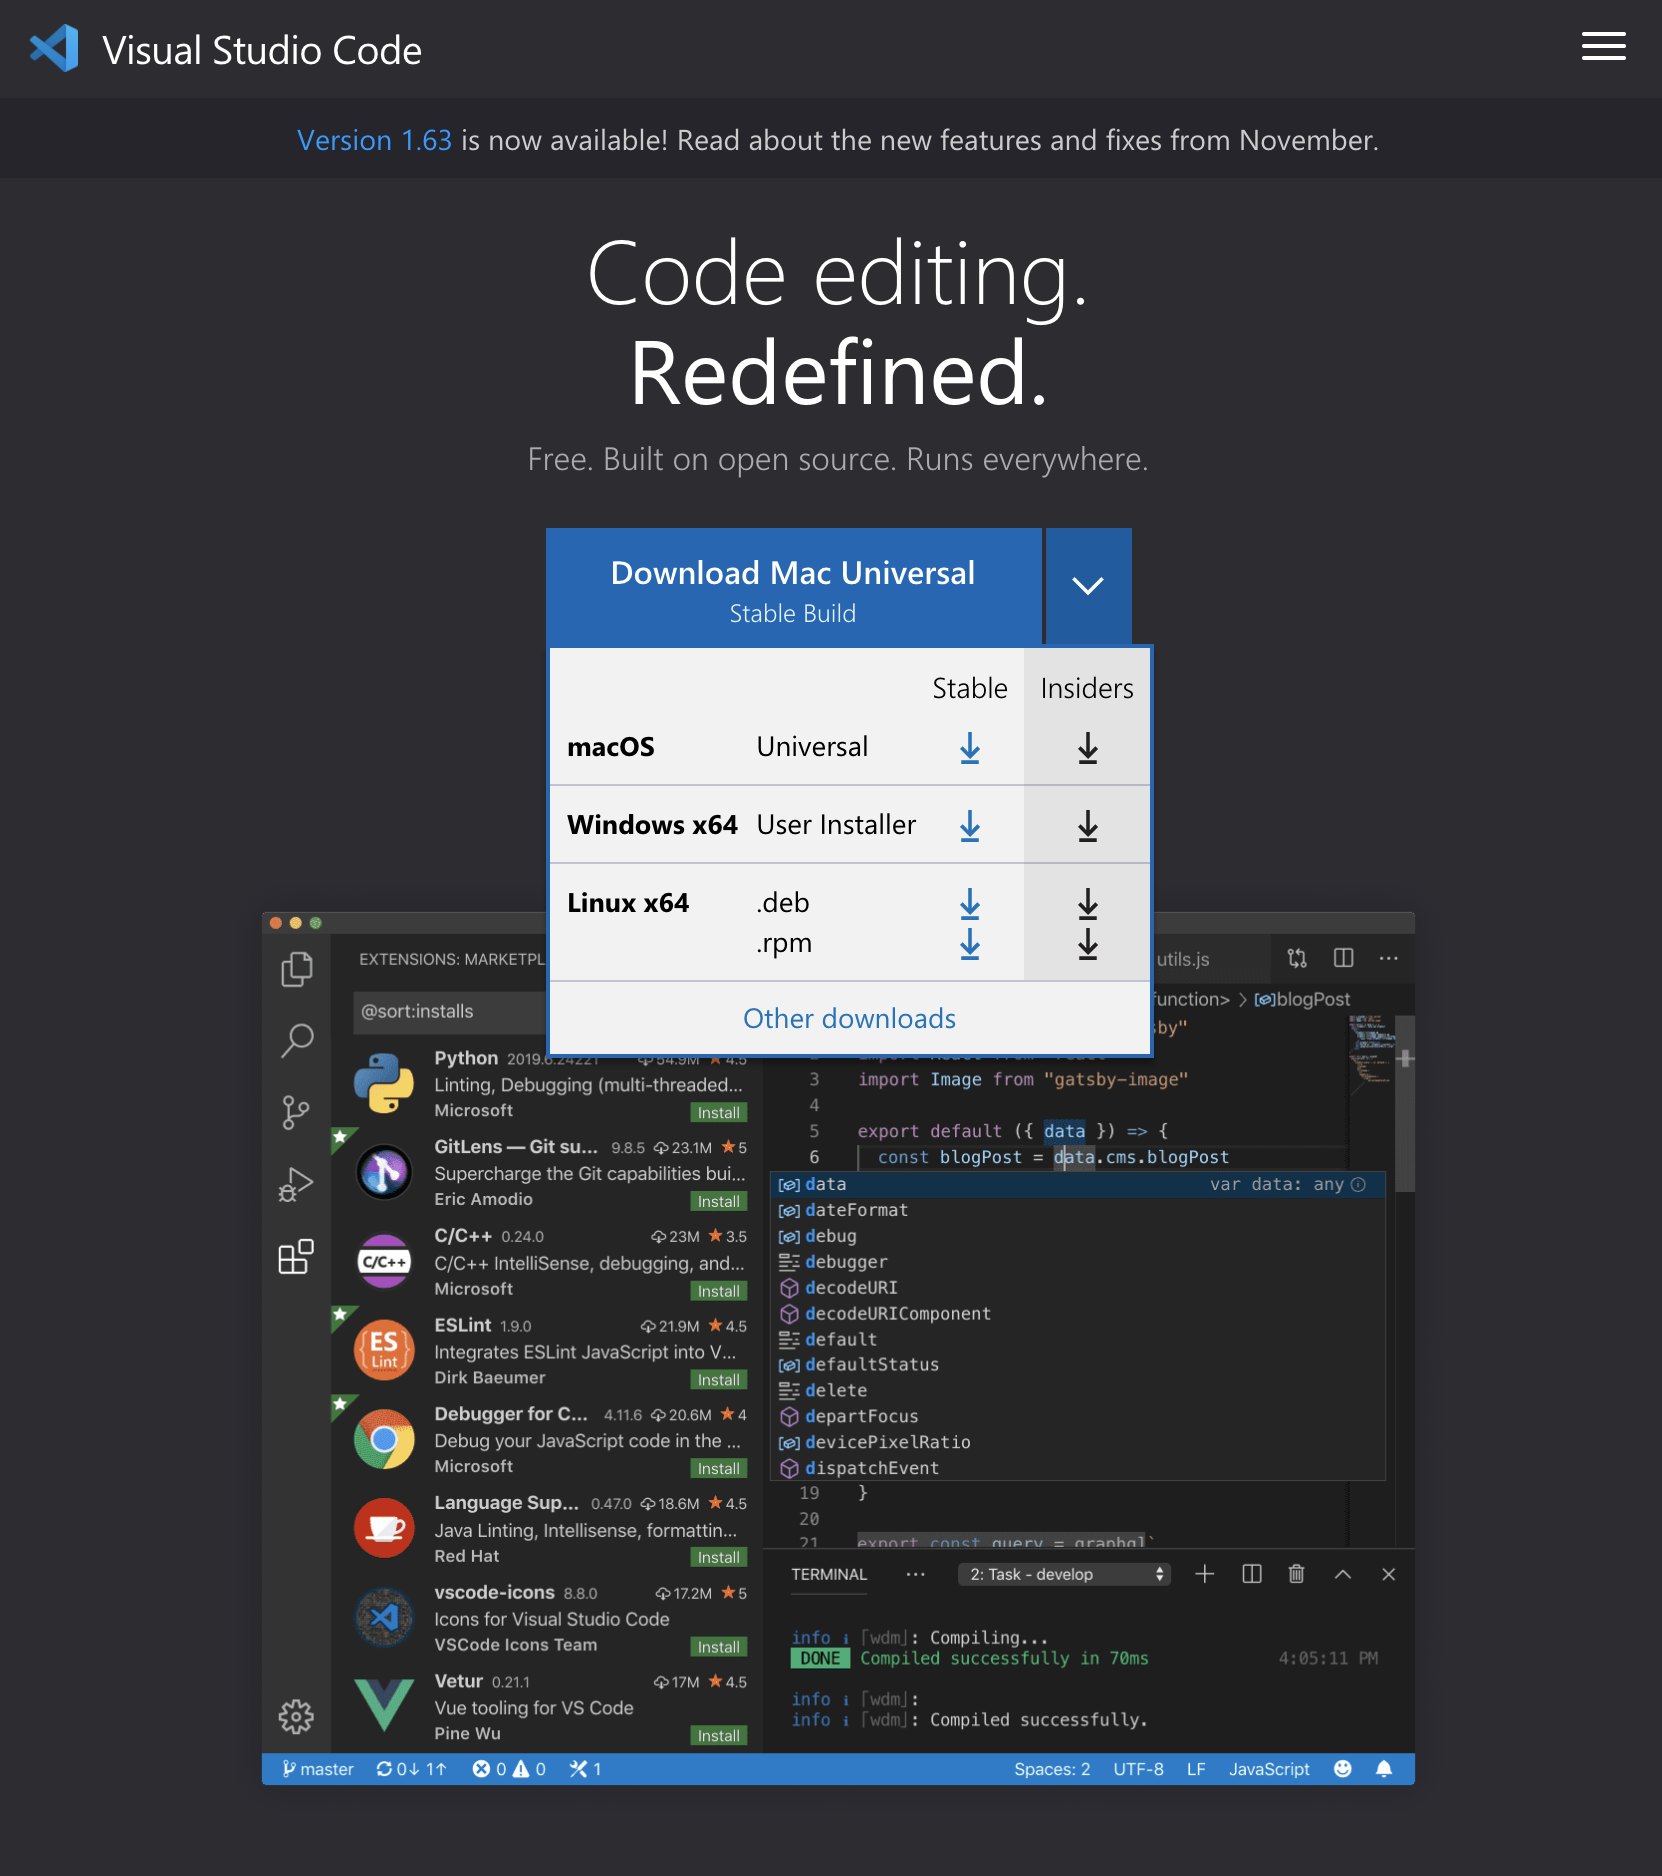 Visual Studio Code
Version 1.63 is now available! Read about the new features and fixes from November.
Code editing.
Redefined.
Free. Built on open source. Runs everywhere.
Download Mac Universal
Stable Build
Stable Insiders
macOS Universal
Windows x64 User Installer
Linux x64 .deb
.rpm
Other downloads
EXTENSIONS: MARKETPL
@sort:installs
Python 2019.6.24221 54.9M 4.5
Linting, Debugging (multi-threaded...
Microsoft Install
GitLens — Git su... 9.8.5 23.1M 5
Supercharge the Git capabilities bui...
Eric Amodio Install
C/C++
C/C++ 0.24.0 23M 3.5
C/C++ IntelliSense, debugging, and...
Microsoft Install
ES
Lint
ESLint 1.9.0 21.9M 4.5
Integrates ESLint JavaScript into V...
Dirk Baeumer Install
Debugger for C... 4.11.6 20.6M 4
Debug your JavaScript code in the ...
Microsoft Install
Language Sup... 0.47.0 18.6M 4.5
Java Linting, Intellisense, formattin...
Red Hat Install
vscode-icons 8.8.0 17.2M 5
Icons for Visual Studio Code
VSCode Icons Team Install
Vetur 0.21.1 17M 4.5
Vue tooling for VS Code
Pine Wu Install
utils.js ...
function> > blogPost
sby"
3 import Image from "gatsby-image"
4
5 export default ({ data }) => {
6 const blogPost = data.cms.blogPost
data var data: any
dateFormat
debug
debugger
decodeURI
decodeURIComponent
default
defaultStatus
delete
departFocus
devicePixelRatio
dispatchEvent
19 }
20
21 export const query = graphql`
TERMINAL ... 2: Task - develop
info i ⌈wdm⌋: Compiling...
DONE Compiled successfully in 70ms 4:05:11 PM
info i ⌈wdm⌋:
info i ⌈wdm⌋: Compiled successfully.
master 0↓ 1↑ 0 0 1 Spaces: 2 UTF-8 LF JavaScript